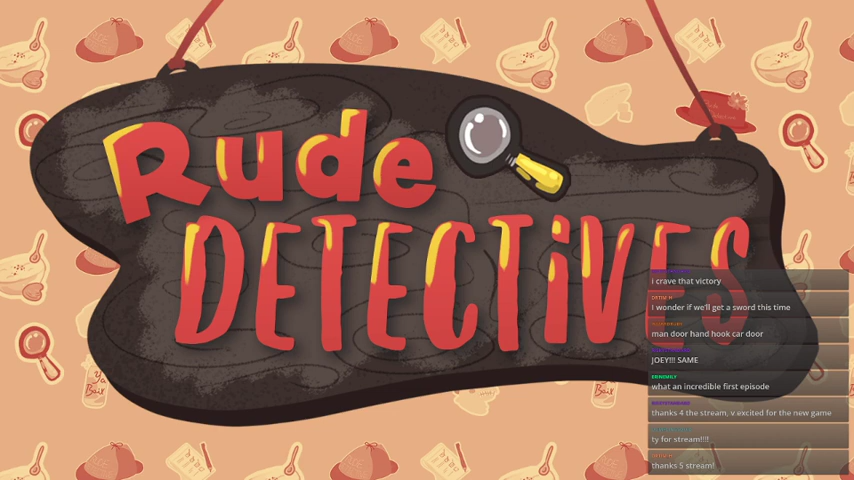 Rude
DETECTiVES
i crave that victory
I wonder if we'll get a sword this time
man door hand hook car door
JOEY!!! SAME
what an incredible first episode
thanks 4 the stream, v excited for the new game
ty for stream!!!!
thanks 5 stream!